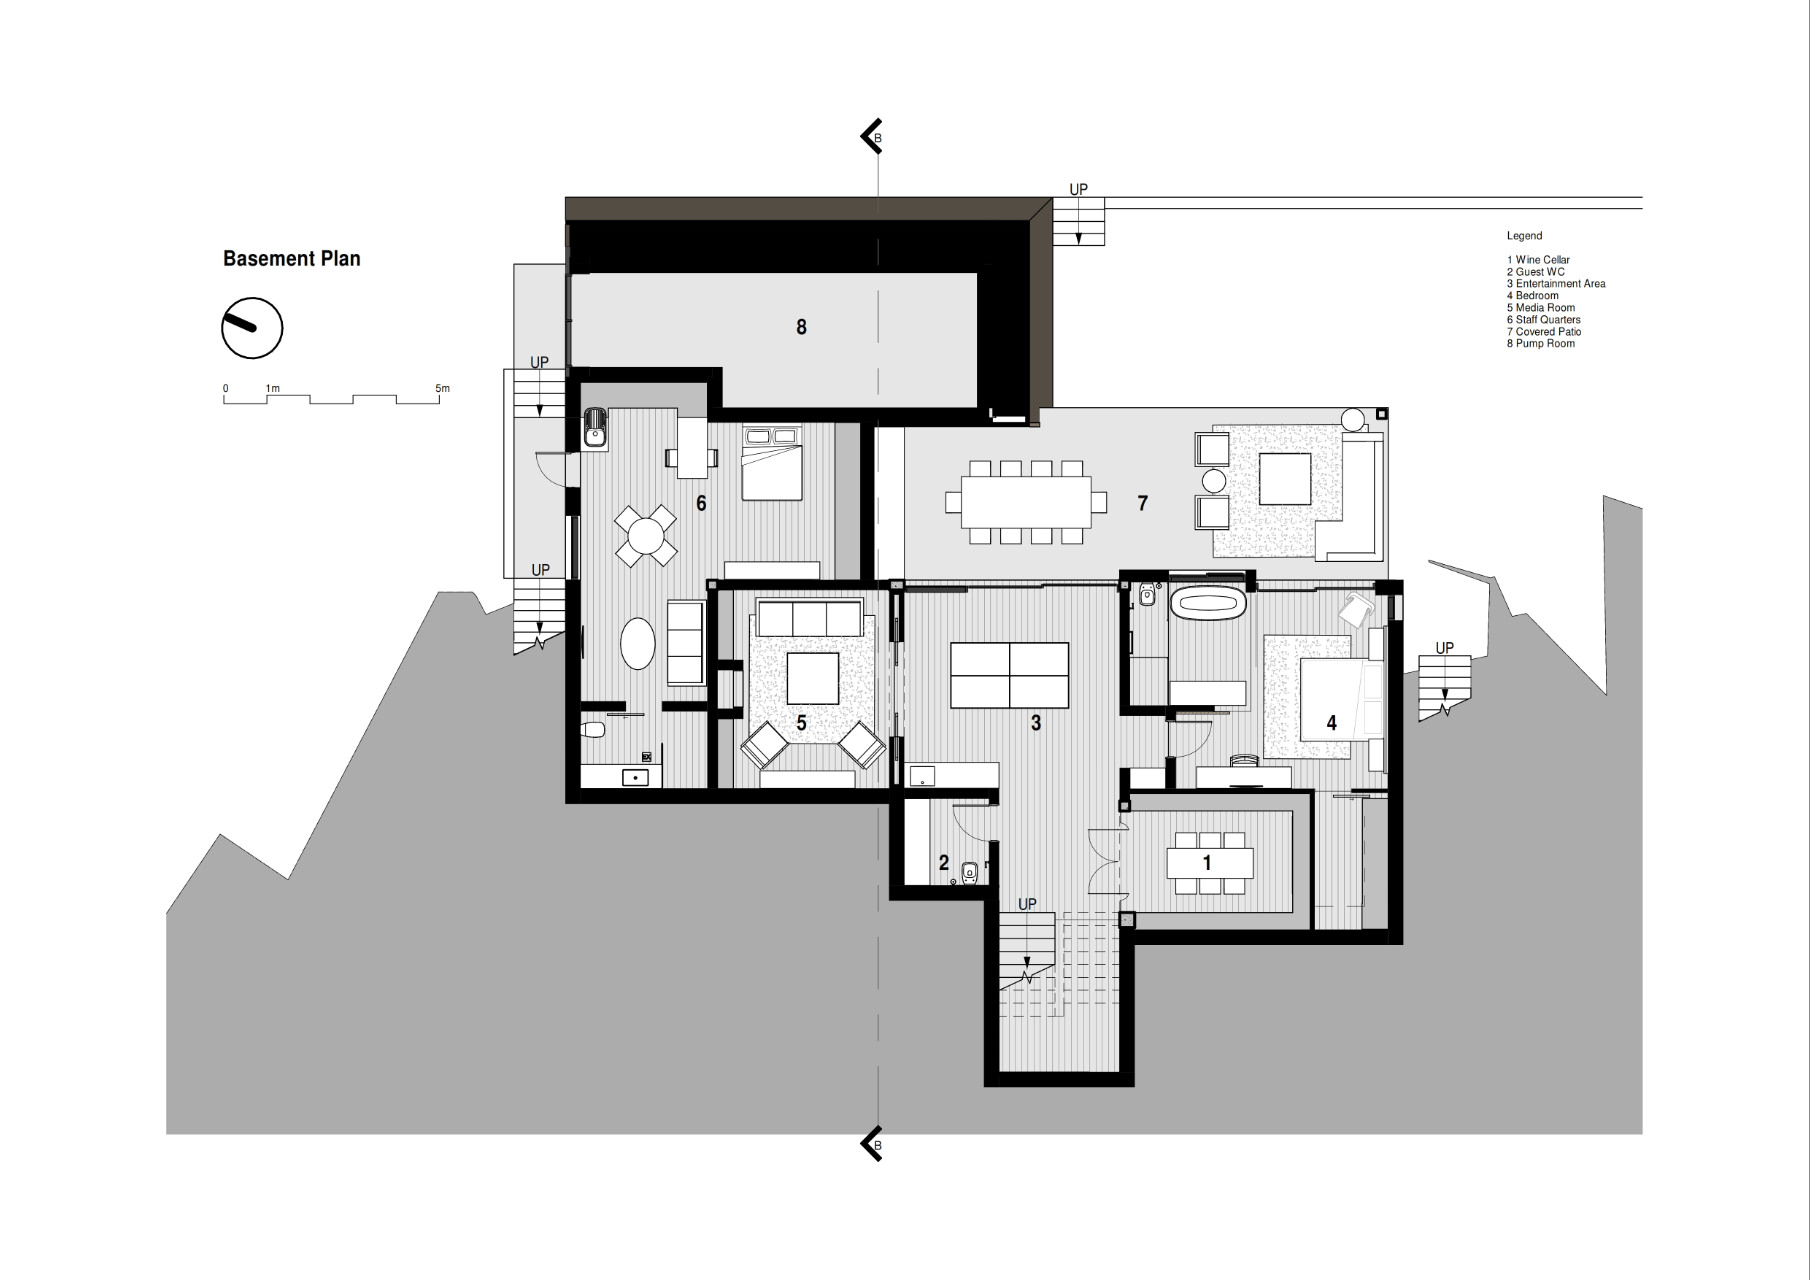 B
UP
Legend
Basement Plan
1 Wine Cellar
2 Guest WC
3 Entertainment Area
4 Bedroom
5 Media Room
6 Staff Quarters
7 Covered Patio
8 Pump Room
8
UP
0 1m 5m
6
7
UP
UP
5
3
4
2
1
UP
B